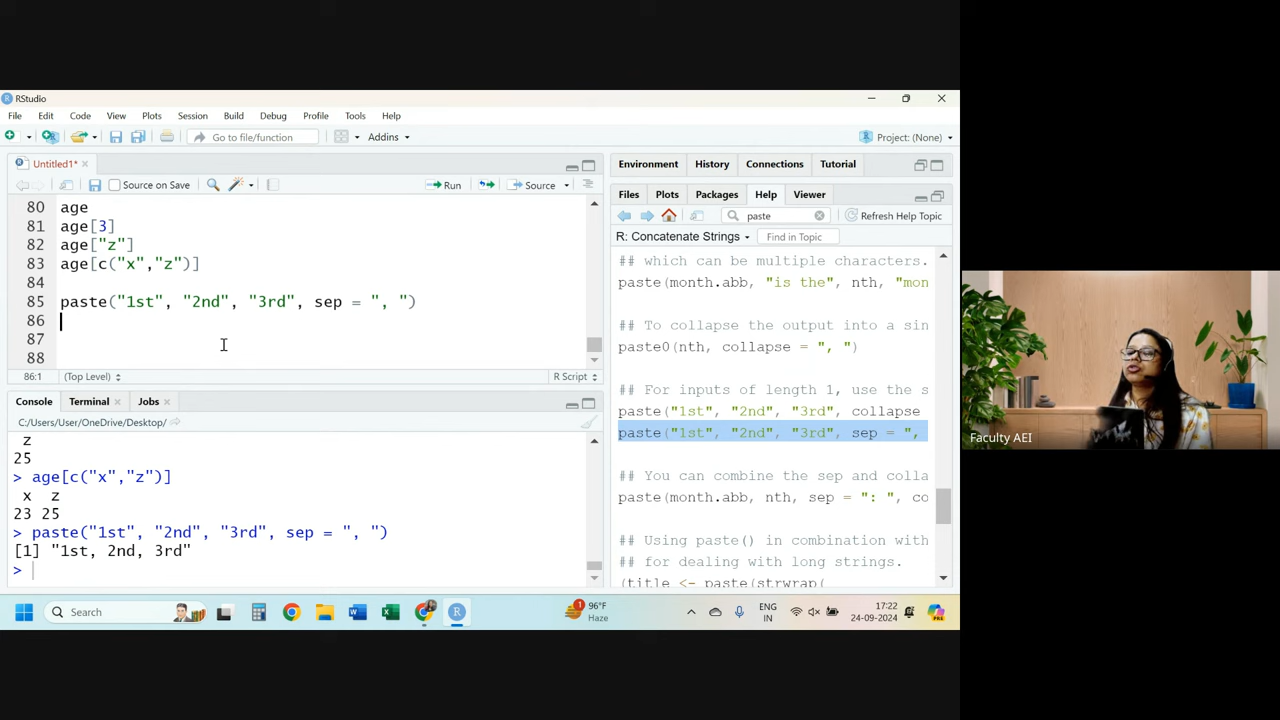 RStudio
File Edit Code View Plots Session Build Debug Profile Tools Help
Go to file/function
Addins
Project: (None)
Untitled1*
Source on Save
Run
Source
80 age
81 age[3]
82 age["z"]
83 age[c("x","z")]
84
85 paste("1st", "2nd", "3rd", sep = ", ")
86
87
88
86:1 (Top Level) R Script
Console Terminal Jobs
C:/Users/User/OneDrive/Desktop/
z
25
> age[c("x","z")]
x z
23 25
> paste("1st", "2nd", "3rd", sep = ", ")
[1] "1st, 2nd, 3rd"
>
Environment History Connections Tutorial
Files Plots Packages Help Viewer
paste
Refresh Help Topic
R: Concatenate Strings
Find in Topic
## which can be multiple characters.
paste(month.abb, "is the", nth, "mon
## To collapse the output into a sin
paste0(nth, collapse = ", ")
## For inputs of length 1, use the s
paste("1st", "2nd", "3rd", collapse
paste("1st", "2nd", "3rd", sep = ",
## You can combine the sep and colla
paste(month.abb, nth, sep = ": ", co
## Using paste() in combination with
## for dealing with long strings.
(title <- paste(strwrap(
Faculty AEI
Search
1
96°F
Haze
ENG
IN
17:22
24-09-2024